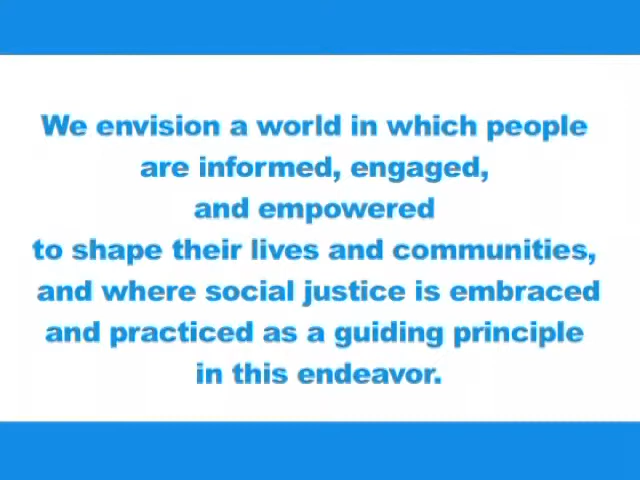 We envision a world in which people
are informed, engaged,
and empowered
to shape their lives and communities,
and where social justice is embraced
and practiced as a guiding principle
in this endeavor.